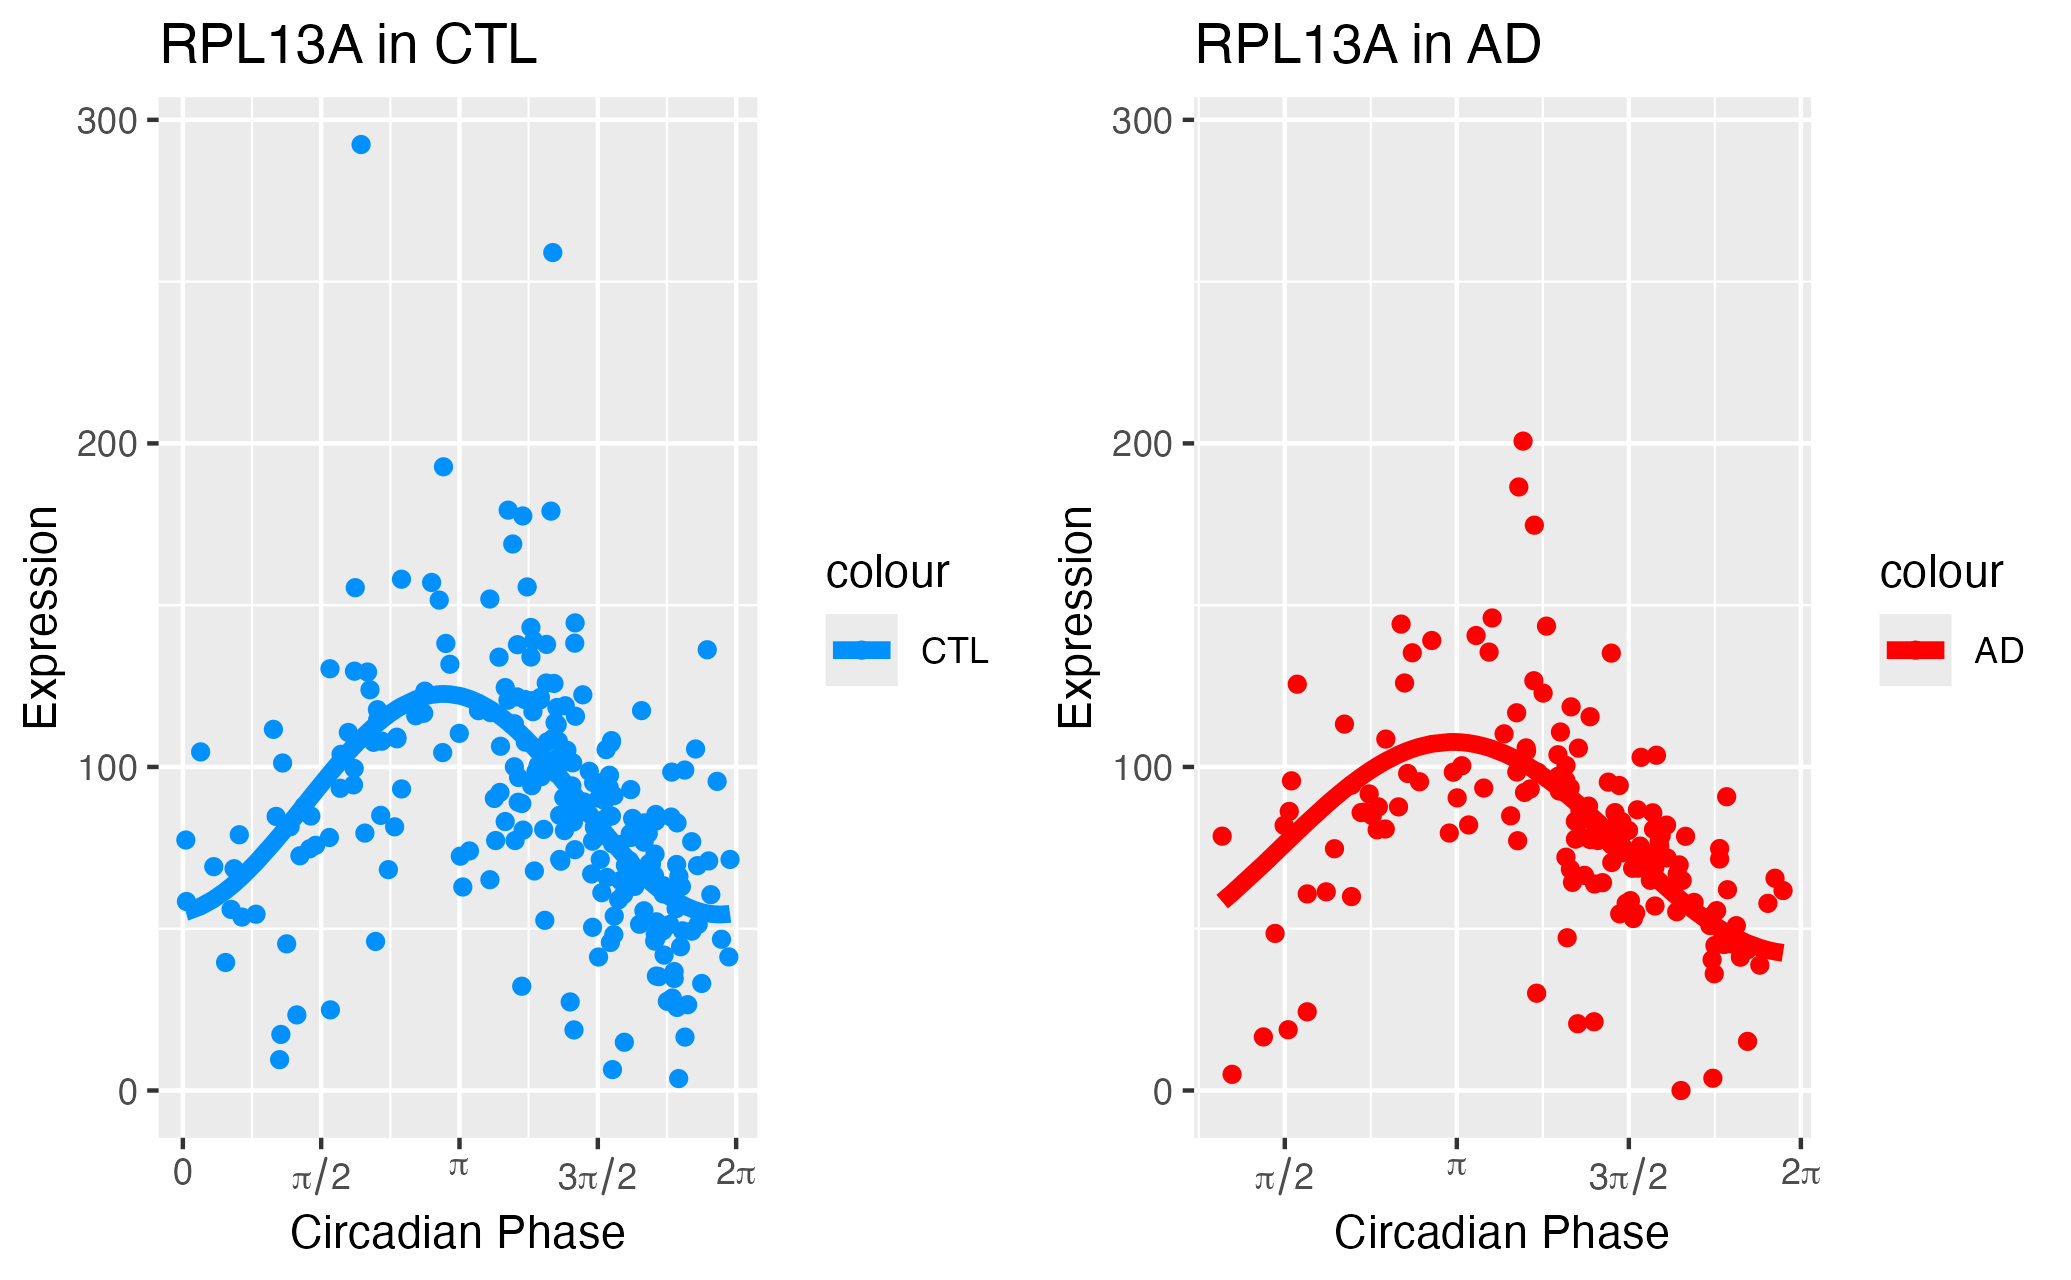 RPL13A in CTL
300
200
100
0
Expression
0
π/2
π
3π/2
2π
Circadian Phase
colour
CTL
RPL13A in AD
300
200
100
0
Expression
π/2
π
3π/2
2π
Circadian Phase
colour
AD